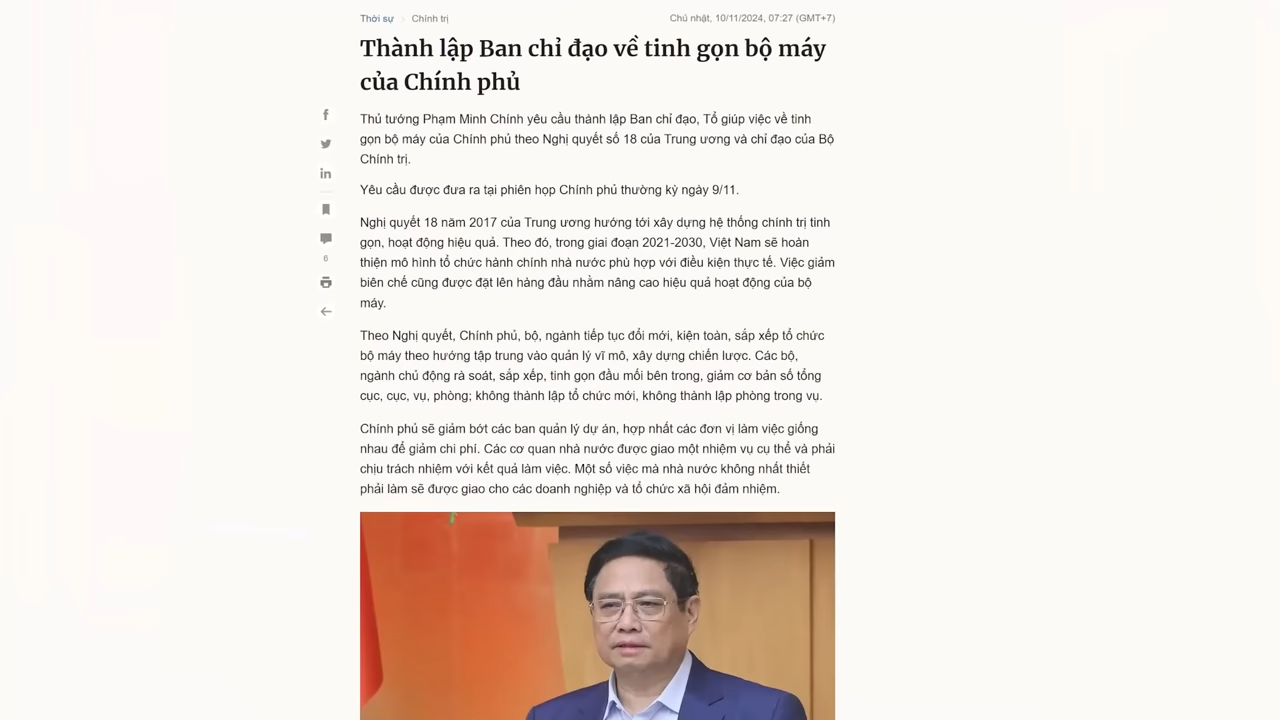 Thời sự › Chính trị
Chủ nhật, 10/11/2024, 07:27 (GMT+7)
Thành lập Ban chỉ đạo về tinh gọn bộ máy
của Chính phủ
Thủ tướng Phạm Minh Chính yêu cầu thành lập Ban chỉ đạo, Tổ giúp việc về tinh
gọn bộ máy của Chính phủ theo Nghị quyết số 18 của Trung ương và chỉ đạo của Bộ
Chính trị.
Yêu cầu được đưa ra tại phiên họp Chính phủ thường kỳ ngày 9/11.
Nghị quyết 18 năm 2017 của Trung ương hướng tới xây dựng hệ thống chính trị tinh
gọn, hoạt động hiệu quả. Theo đó, trong giai đoạn 2021-2030, Việt Nam sẽ hoàn
thiện mô hình tổ chức hành chính nhà nước phù hợp với điều kiện thực tế. Việc giảm
biên chế cũng được đặt lên hàng đầu nhằm nâng cao hiệu quả hoạt động của bộ
máy.
6
Theo Nghị quyết, Chính phủ, bộ, ngành tiếp tục đổi mới, kiện toàn, sắp xếp tổ chức
bộ máy theo hướng tập trung vào quản lý vĩ mô, xây dựng chiến lược. Các bộ,
ngành chủ động rà soát, sắp xếp, tinh gọn đầu mối bên trong, giảm cơ bản số tổng
cục, cục, vụ, phòng; không thành lập tổ chức mới, không thành lập phòng trong vụ.
Chính phủ sẽ giảm bớt các ban quản lý dự án, hợp nhất các đơn vị làm việc giống
nhau để giảm chi phí. Các cơ quan nhà nước được giao một nhiệm vụ cụ thể và phải
chịu trách nhiệm với kết quả làm việc. Một số việc mà nhà nước không nhất thiết
phải làm sẽ được giao cho các doanh nghiệp và tổ chức xã hội đảm nhiệm.